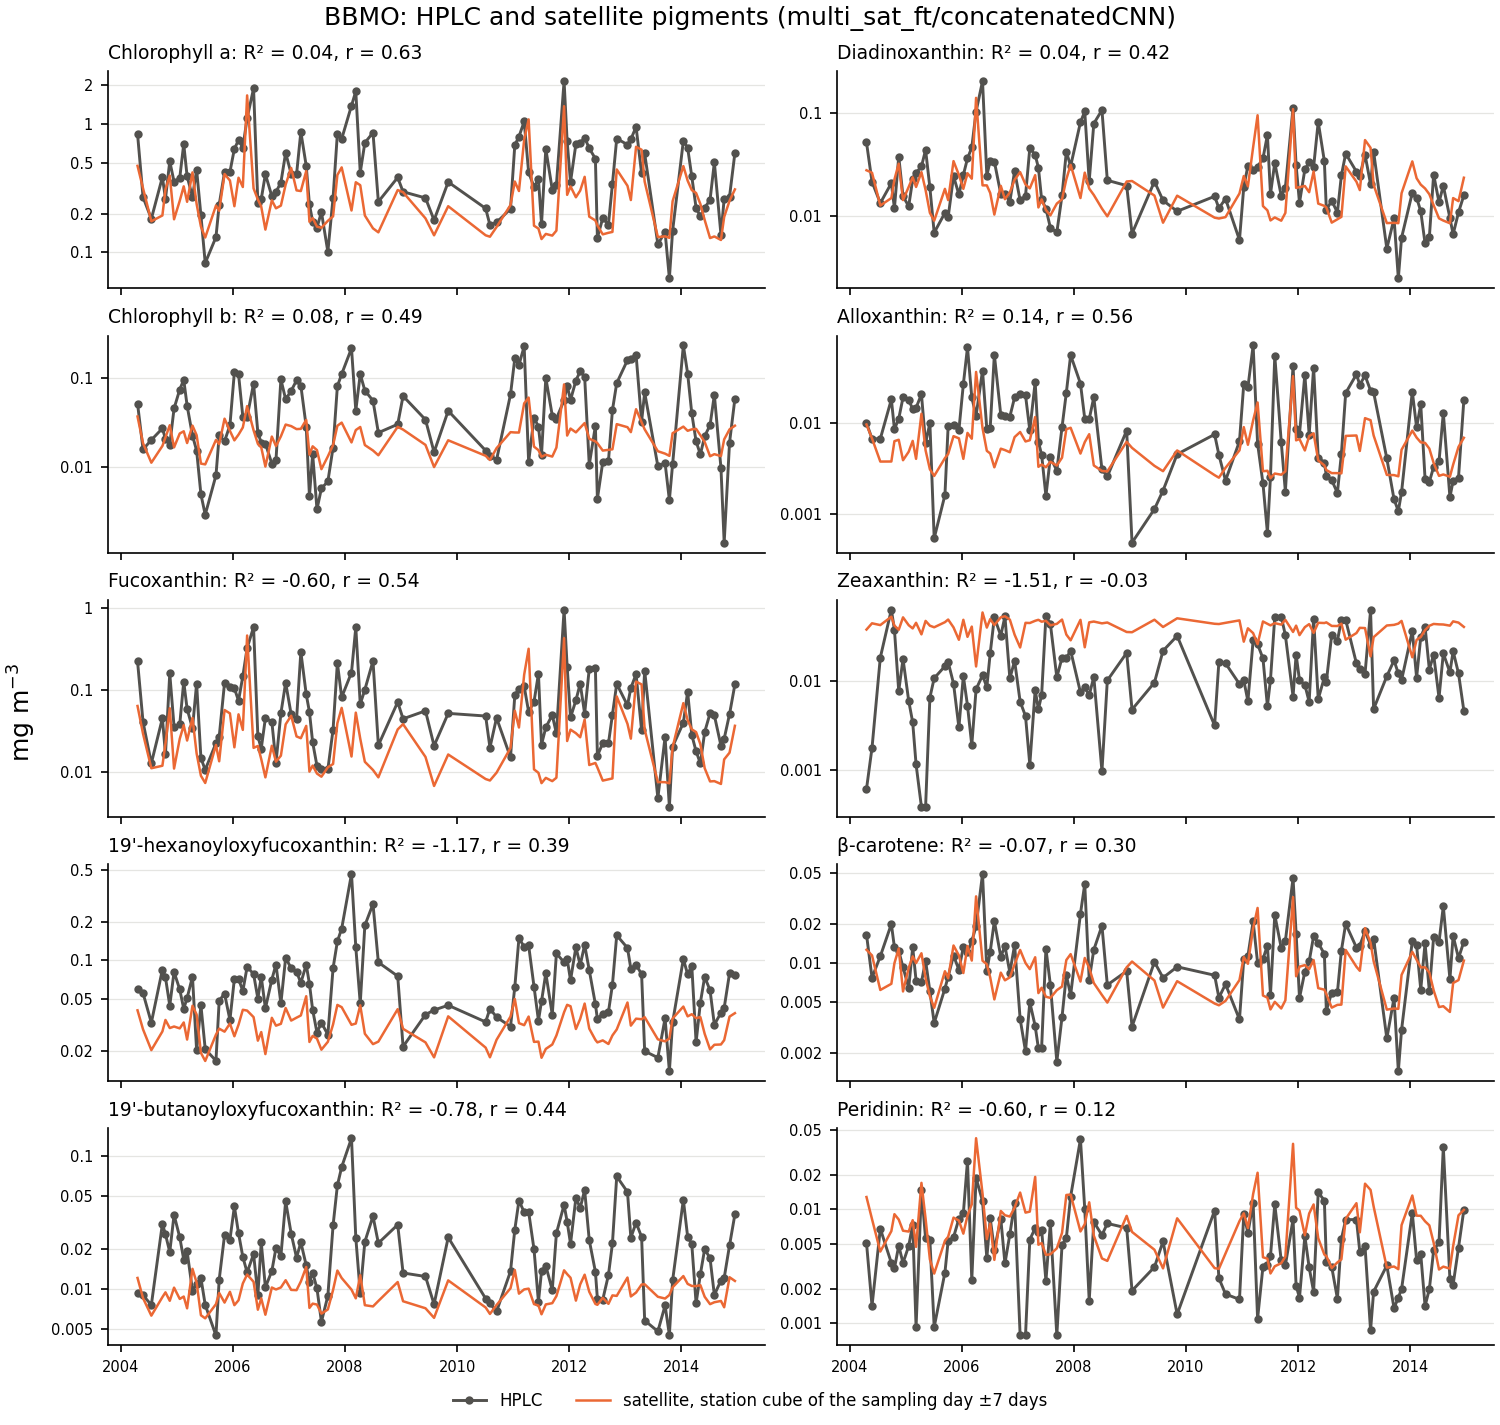 BBMO: HPLC and satellite pigments (multi_sat_ft/concatenatedCNN)
mg m⁻³
Chlorophyll a: R² = 0.04, r = 0.63
2
1
0.5
0.2
0.1
Diadinoxanthin: R² = 0.04, r = 0.42
0.1
0.01
Chlorophyll b: R² = 0.08, r = 0.49
0.1
0.01
Alloxanthin: R² = 0.14, r = 0.56
0.01
0.001
Fucoxanthin: R² = -0.60, r = 0.54
1
0.1
0.01
Zeaxanthin: R² = -1.51, r = -0.03
0.01
0.001
19'-hexanoyloxyfucoxanthin: R² = -1.17, r = 0.39
0.5
0.2
0.1
0.05
0.02
β-carotene: R² = -0.07, r = 0.30
0.05
0.02
0.01
0.005
0.002
19'-butanoyloxyfucoxanthin: R² = -0.78, r = 0.44
0.1
0.05
0.02
0.01
0.005
2004 2006 2008 2010 2012 2014
Peridinin: R² = -0.60, r = 0.12
0.05
0.02
0.01
0.005
0.002
0.001
2004 2006 2008 2010 2012 2014
HPLC satellite, station cube of the sampling day ±7 days